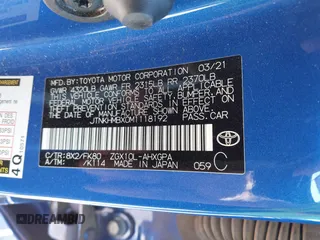 MFD. BY: TOYOTA MOTOR CORPORATION 03/21
GVWR 4320LB GAWR FR 2315LB RR 2370LB
THIS VEHICLE CONFORMS TO ALL APPLICABLE
FEDERAL MOTOR VEHICLE SAFETY, BUMPER, AND
THEFT PREVENTION STANDARDS IN EFFECT ON
THE DATE OF MANUFACTURE SHOWN ABOVE.
JTNKHMBX0M1118192 PASS.CAR
C/TR:8X2/FK80 ZGX10L-AHXGPA
A/TM: /K114 MADE IN JAPAN 059 C
TOYOTA
4Q
DREAMBID